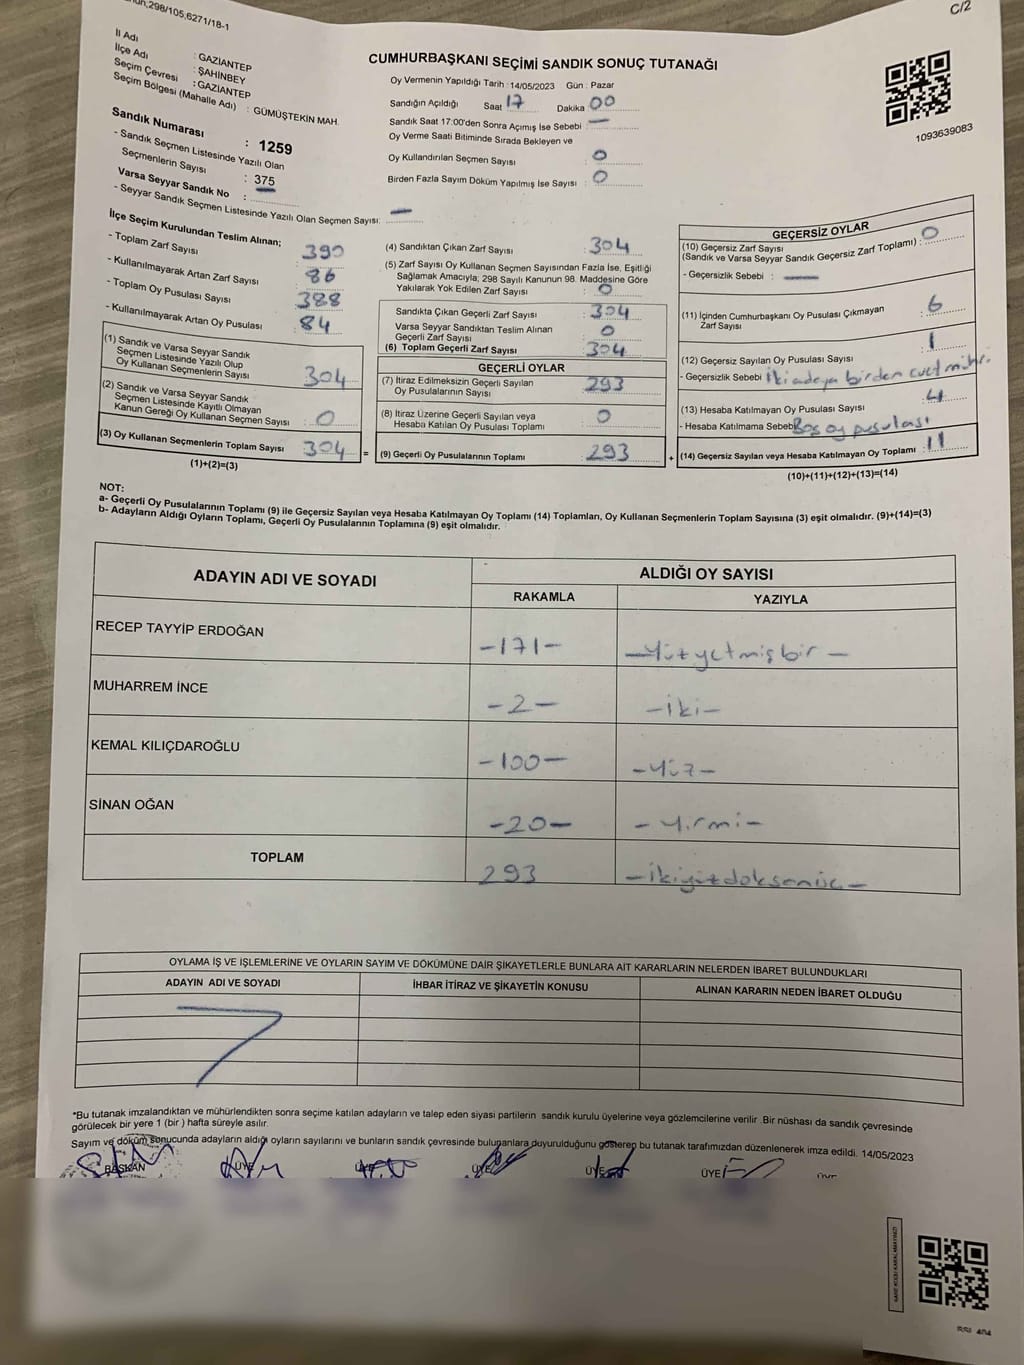 298/105,6271/18-1
C/2
İl Adı : GAZİANTEP
İlçe Adı : ŞAHİNBEY
Seçim Çevresi : GAZİANTEP
Seçim Bölgesi (Mahalle Adı) : GÜMÜŞTEKİN MAH.
Sandık Numarası : 1259
- Sandık Seçmen Listesinde Yazılı Olan
Seçmenlerin Sayısı : 375
Varsa Seyyar Sandık No : —
- Seyyar Sandık Seçmen Listesinde Yazılı Olan Seçmen Sayısı: —
CUMHURBAŞKANI SEÇİMİ SANDIK SONUÇ TUTANAĞI
Oy Vermenin Yapıldığı Tarih : 14/05/2023 Gün : Pazar
Sandığın Açıldığı Saat 17 Dakika 00
Sandık Saat 17:00'den Sonra Açımış İse Sebebi : —
Oy Verme Saati Bitiminde Sırada Bekleyen ve
Oy Kullandırılan Seçmen Sayısı : 0
Birden Fazla Sayım Döküm Yapılmış İse Sayısı : 0
1093639083
İlçe Seçim Kurulundan Teslim Alınan;
- Toplam Zarf Sayısı : 390
- Kullanılmayarak Artan Zarf Sayısı : 86
- Toplam Oy Pusulası Sayısı : 388
- Kullanılmayarak Artan Oy Pusulası : 84
(1) Sandık ve Varsa Seyyar Sandık
Seçmen Listesinde Yazılı Olup
Oy Kullanan Seçmenlerin Sayısı : 304
(2) Sandık ve Varsa Seyyar Sandık
Seçmen Listesinde Kayıtlı Olmayan
Kanun Gereği Oy Kullanan Seçmen Sayısı : 0
(3) Oy Kullanan Seçmenlerin Toplam Sayısı : 304
(1)+(2)=(3)
=
(4) Sandıktan Çıkan Zarf Sayısı : 304
(5) Zarf Sayısı Oy Kullanan Seçmen Sayısından Fazla İse, Eşitliği
Sağlamak Amacıyla; 298 Sayılı Kanunun 98. Maddesine Göre
Yakılarak Yok Edilen Zarf Sayısı : 0
Sandıkta Çıkan Geçerli Zarf Sayısı : 304
Varsa Seyyar Sandıktan Teslim Alınan
Geçerli Zarf Sayısı : 0
(6) Toplam Geçerli Zarf Sayısı : 304
GEÇERLİ OYLAR
(7) İtiraz Edilmeksizin Geçerli Sayılan
Oy Pusulalarının Sayısı : 293
(8) İtiraz Üzerine Geçerli Sayılan veya
Hesaba Katılan Oy Pusulası Toplamı : 0
(9) Geçerli Oy Pusulalarının Toplamı : 293
+
GEÇERSİZ OYLAR
(10) Geçersiz Zarf Sayısı
(Sandık ve Varsa Seyyar Sandık Geçersiz Zarf Toplamı) : 0
- Geçersizlik Sebebi : —
(11) İçinden Cumhurbaşkanı Oy Pusulası Çıkmayan
Zarf Sayısı : 6
(12) Geçersiz Sayılan Oy Pusulası Sayısı : 1
- Geçersizlik Sebebi : İki adaya birden evet mührü.
(13) Hesaba Katılmayan Oy Pusulası Sayısı : 4
- Hesaba Katılmama Sebebi Boş oy pusulası
(14) Geçersiz Sayılan veya Hesaba Katılmayan Oy Toplamı : 11
(10)+(11)+(12)+(13)=(14)
NOT:
a- Geçerli Oy Pusulalarının Toplamı (9) ile Geçersiz Sayılan veya Hesaba Katılmayan Oy Toplamı (14) Toplamları, Oy Kullanan Seçmenlerin Toplam Sayısına (3) eşit olmalıdır. (9)+(14)=(3)
b- Adayların Aldığı Oyların Toplamı, Geçerli Oy Pusulalarının Toplamına (9) eşit olmalıdır.
ADAYIN ADI VE SOYADI ALDIĞI OY SAYISI
RAKAMLA YAZIYLA
RECEP TAYYİP ERDOĞAN -171- -Yüzyetmişbir-
MUHARREM İNCE -2- -iki-
KEMAL KILIÇDAROĞLU -100- -Yüz-
SİNAN OĞAN -20- -Yirmi-
TOPLAM 293 -ikiyüzdoksanüç-
OYLAMA İŞ VE İŞLEMLERİNE VE OYLARIN SAYIM VE DÖKÜMÜNE DAİR ŞİKAYETLERLE BUNLARA AİT KARARLARIN NELERDEN İBARET BULUNDUKLARI
ADAYIN ADI VE SOYADI İHBAR İTİRAZ VE ŞİKAYETİN KONUSU ALINAN KARARIN NEDEN İBARET OLDUĞU
*Bu tutanak imzalandıktan ve mühürlendikten sonra seçime katılan adayların ve talep eden siyasi partilerin sandık kurulu üyelerine veya gözlemcilerine verilir. Bir nüshası da sandık çevresinde
görülecek bir yere 1 (bir ) hafta süreyle asılır.
Sayım ve döküm sonucunda adayların aldığı oyların sayılarını ve bunların sandık çevresinde bulunanlara duyurulduğunu gösteren bu tutanak tarafımızdan düzenlenerek imza edildi. 14/05/2023
BAŞKAN ÜYE ÜYE ÜYE ÜYE ÜYE ÜYE